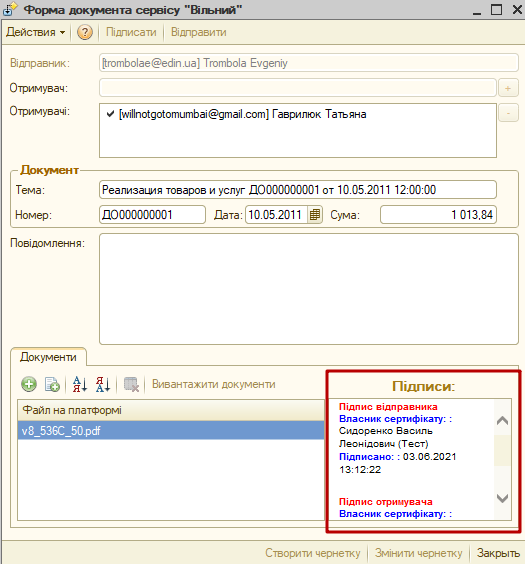 Форма документа сервісу "Вільний"
Действия ? Підписати Відправити
Відправник: [trombolae@edin.ua] Trombola Evgeniy
Отримувач: +
Отримувачі: ✔ [willnotgotomumbai@gmail.com] Гаврилюк Татьяна -
Документ
Тема: Реализация товаров и услуг ДО000000001 от 10.05.2011 12:00:00
Номер: ДО000000001 Дата: 10.05.2011 Сума: 1 013,84
Повідомлення:
Документи
Вивантажити документи
Файл на платформі
v8_536C_50.pdf
Підписи:
Підпис відправника
Власник сертифікату: :
Сидоренко Василь
Леонідович (Тест)
Підписано: : 03.06.2021
13:12:22
Підпис отримувача
Власник сертифікату: :
Створити чернетку Змінити чернетку Закрыть